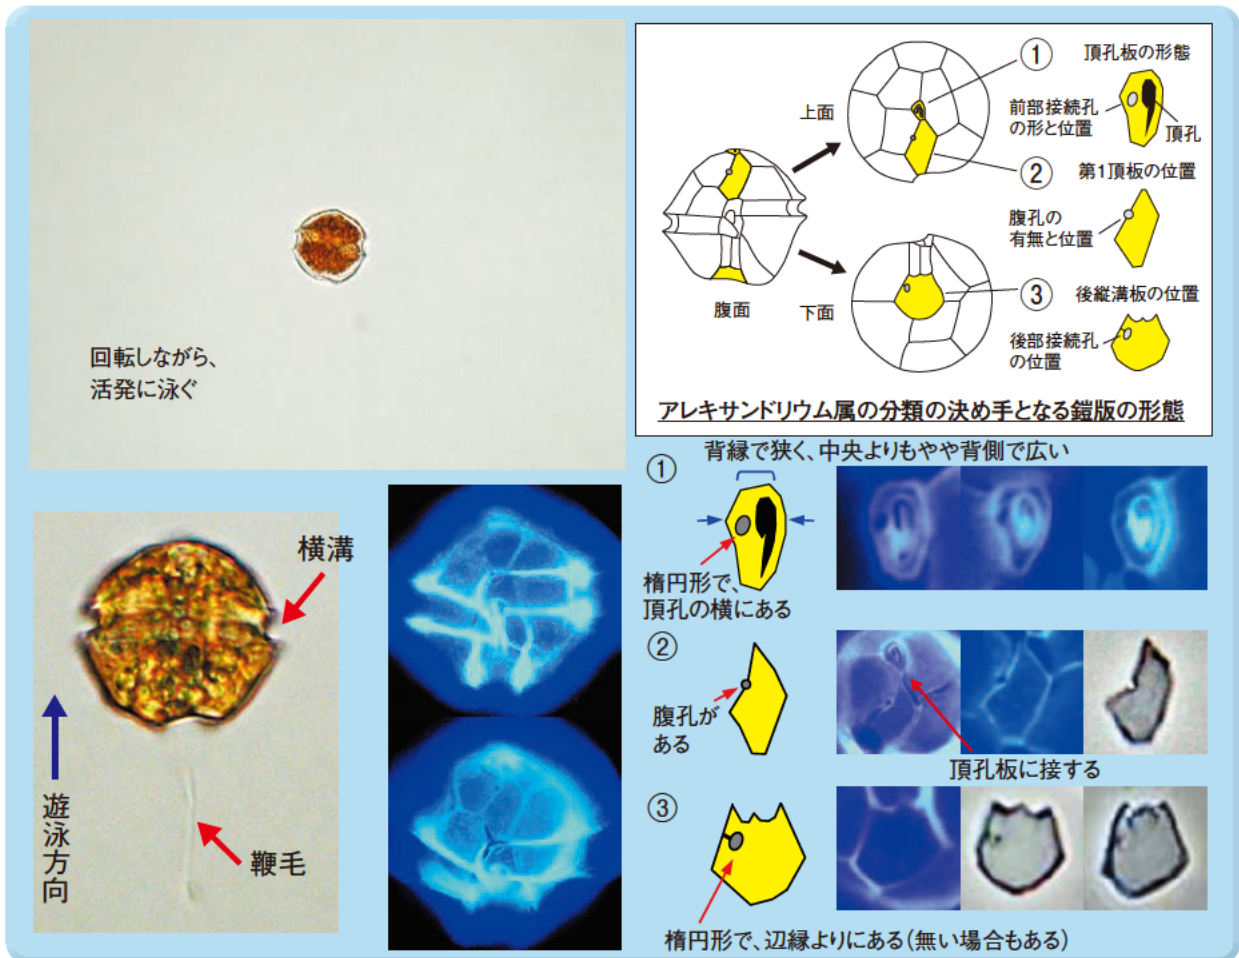 回転しながら、
活発に泳ぐ
上面
腹面
下面
①
頂孔板の形態
前部接続孔
の形と位置
頂孔
②
第1頂板の位置
腹孔の
有無と位置
③
後縦溝板の位置
後部接続孔
の位置
アレキサンドリウム属の分類の決め手となる鎧版の形態
横溝
遊泳方向
鞭毛
①
背縁で狭く、中央よりもやや背側で広い
楕円形で、
頂孔の横にある
②
腹孔が
ある
頂孔板に接する
③
楕円形で、辺縁よりにある(無い場合もある)